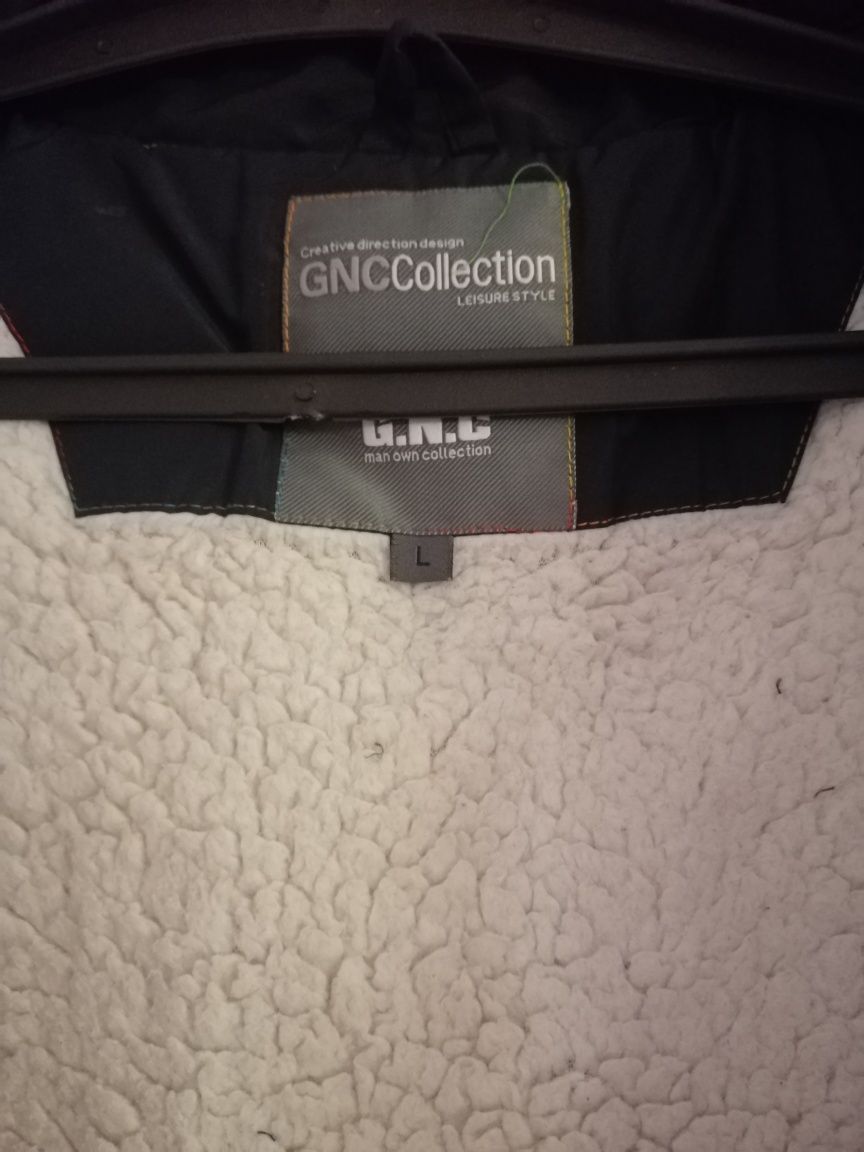 Creative direction design
GNCCollection
LEISURE STYLE
G.N.C
man own collection
L